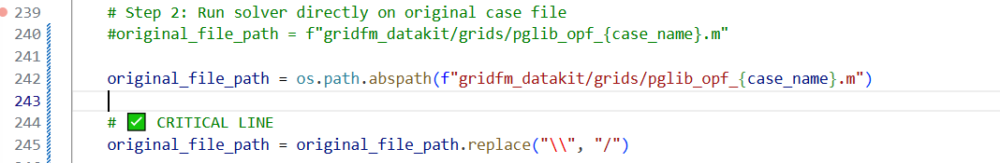 239 # Step 2: Run solver directly on original case file
240 #original_file_path = f"gridfm_datakit/grids/pglib_opf_{case_name}.m"
241
242 original_file_path = os.path.abspath(f"gridfm_datakit/grids/pglib_opf_{case_name}.m")
243
244 # ✅ CRITICAL LINE
245 original_file_path = original_file_path.replace("\\", "/")